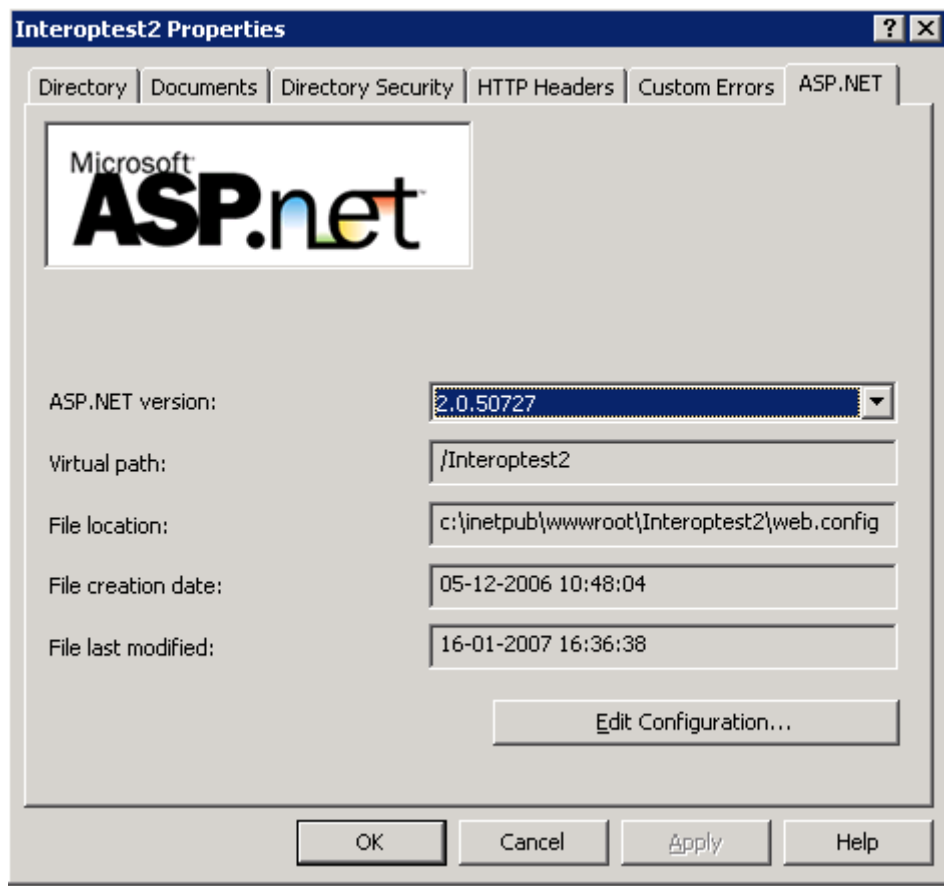 Interoptest2 Properties
Directory Documents Directory Security HTTP Headers Custom Errors ASP.NET
Microsoft
ASP.net
ASP.NET version: 2.0.50727
Virtual path: /Interoptest2
File location: c:\inetpub\wwwroot\Interoptest2\web.config
File creation date: 05-12-2006 10:48:04
File last modified: 16-01-2007 16:36:38
Edit Configuration...
OK Cancel Apply Help